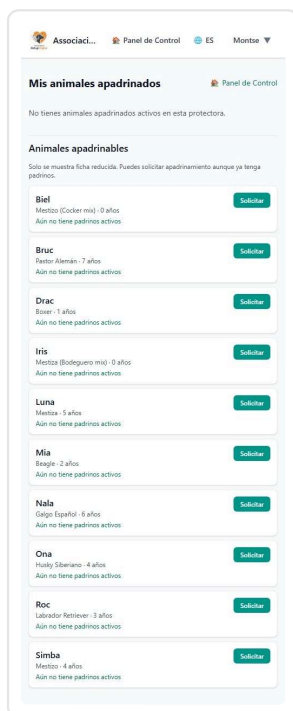 Associaci... Panel de Control ES Montse ▼
Mis animales apadrinados Panel de Control
No tienes animales apadrinados activos en esta protectora.
Animales apadrinables
Solo se muestra ficha reducida. Puedes solicitar apadrinamiento aunque ya tenga
padrinos.
Biel Solicitar
Mestizo (Cocker mix) · 0 años
Aún no tiene padrinos activos
Bruc Solicitar
Pastor Alemán · 7 años
Aún no tiene padrinos activos
Drac Solicitar
Boxer · 1 años
Aún no tiene padrinos activos
Iris Solicitar
Mestiza (Bodeguero mix) · 0 años
Aún no tiene padrinos activos
Luna Solicitar
Mestiza · 5 años
Aún no tiene padrinos activos
Mia Solicitar
Beagle · 2 años
Aún no tiene padrinos activos
Nala Solicitar
Galgo Español · 6 años
Aún no tiene padrinos activos
Ona Solicitar
Husky Siberiano · 4 años
Aún no tiene padrinos activos
Roc Solicitar
Labrador Retriever · 3 años
Aún no tiene padrinos activos
Simba Solicitar
Mestizo · 4 años
Aún no tiene padrinos activos